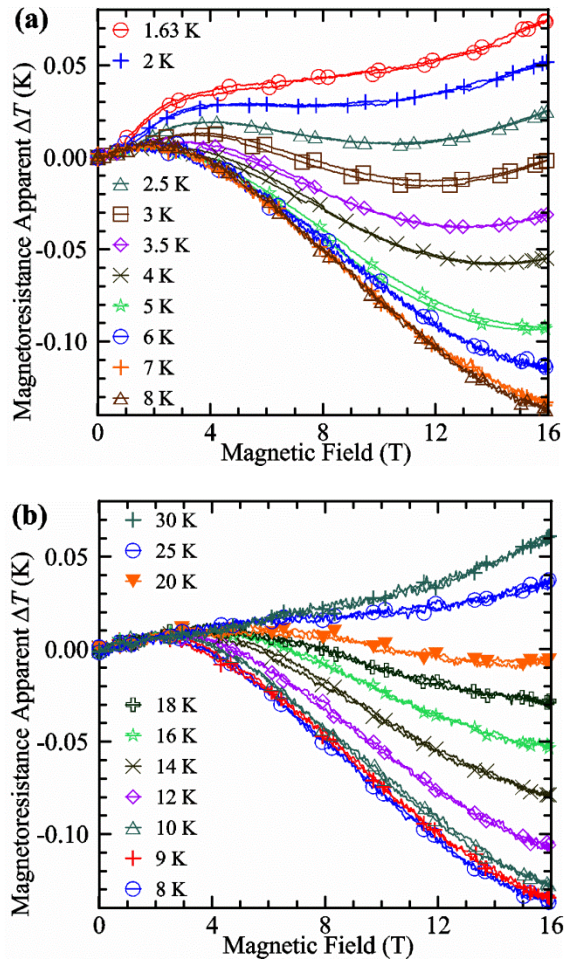 (a)
Magnetoresistance Apparent ΔT (K)
0.05
0.00
-0.05
-0.10
1.63 K
2 K
2.5 K
3 K
3.5 K
4 K
5 K
6 K
7 K
8 K
0 4 8 12 16
Magnetic Field (T)
(b)
Magnetoresistance Apparent ΔT (K)
0.05
0.00
-0.05
-0.10
30 K
25 K
20 K
18 K
16 K
14 K
12 K
10 K
9 K
8 K
0 4 8 12 16
Magnetic Field (T)